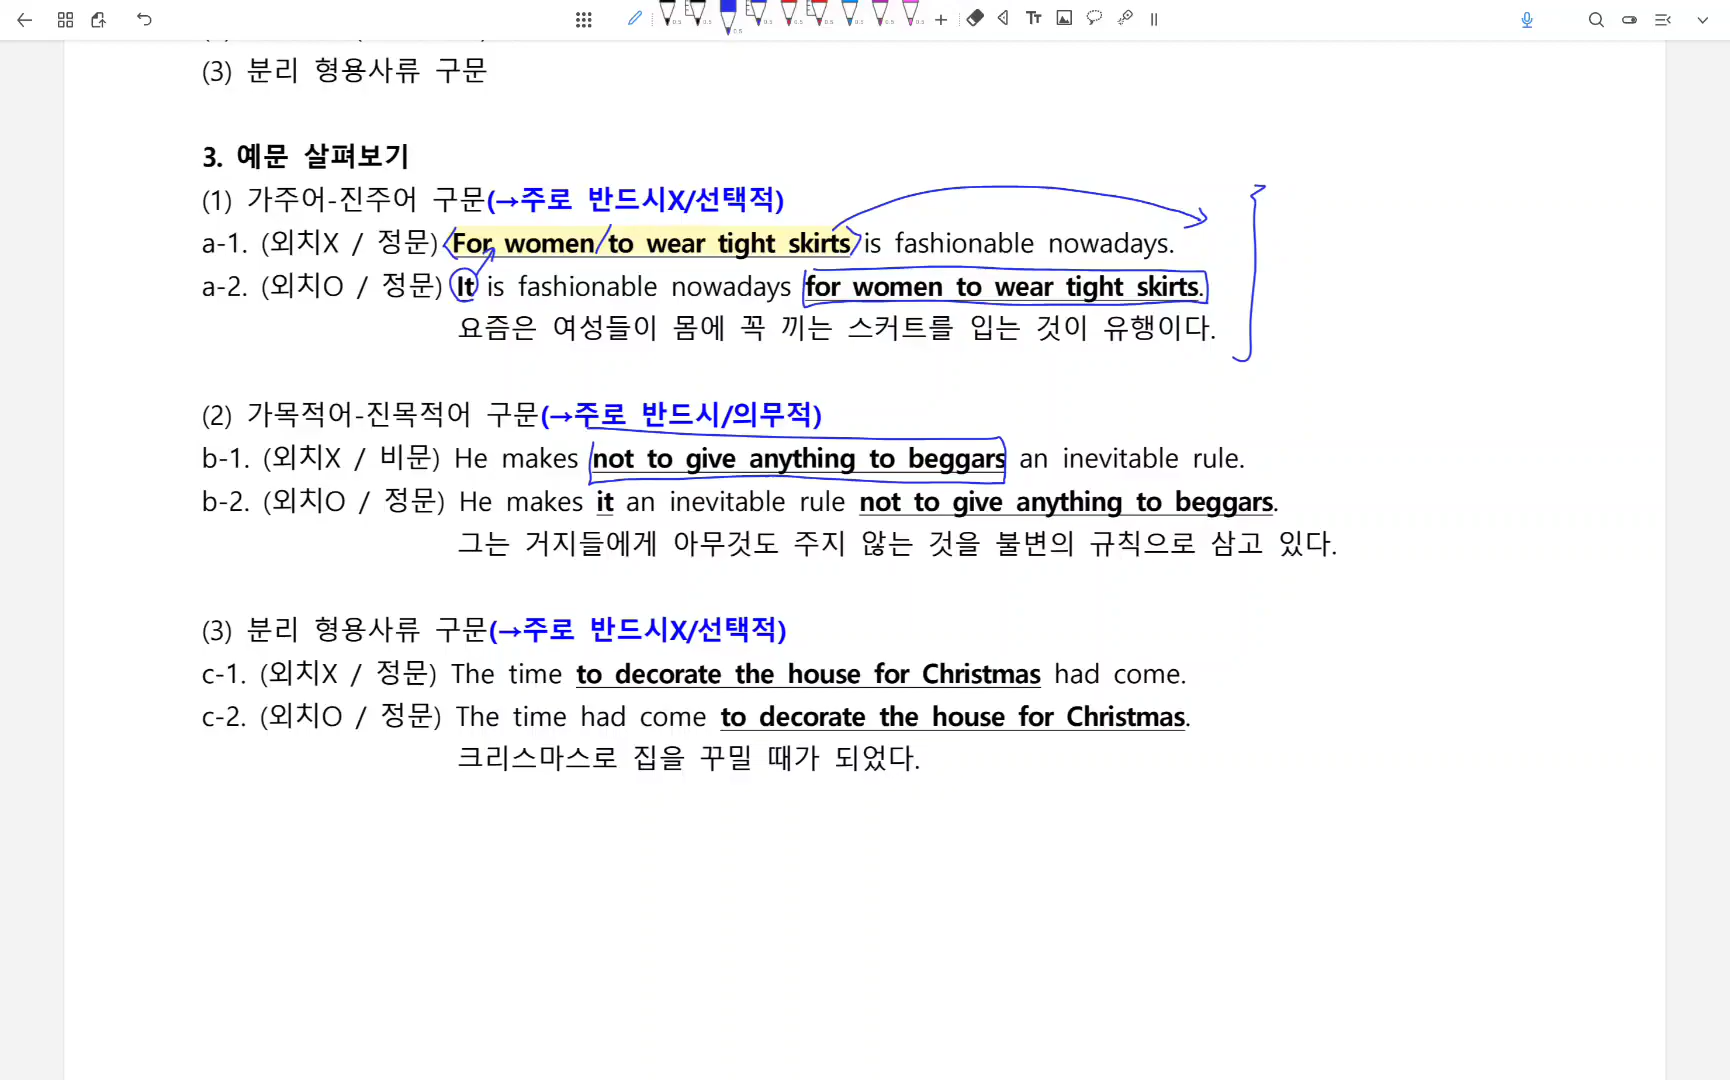 (3) 분리 형용사류 구문
3. 예문 살펴보기
(1) 가주어-진주어 구문(→주로 반드시X/선택적)
a-1. (외치X / 정문) For women to wear tight skirts is fashionable nowadays.
a-2. (외치O / 정문) It is fashionable nowadays for women to wear tight skirts.
요즘은 여성들이 몸에 꼭 끼는 스커트를 입는 것이 유행이다.
(2) 가목적어-진목적어 구문(→주로 반드시/의무적)
b-1. (외치X / 비문) He makes not to give anything to beggars an inevitable rule.
b-2. (외치O / 정문) He makes it an inevitable rule not to give anything to beggars.
그는 거지들에게 아무것도 주지 않는 것을 불변의 규칙으로 삼고 있다.
(3) 분리 형용사류 구문(→주로 반드시X/선택적)
c-1. (외치X / 정문) The time to decorate the house for Christmas had come.
c-2. (외치O / 정문) The time had come to decorate the house for Christmas.
크리스마스로 집을 꾸밀 때가 되었다.